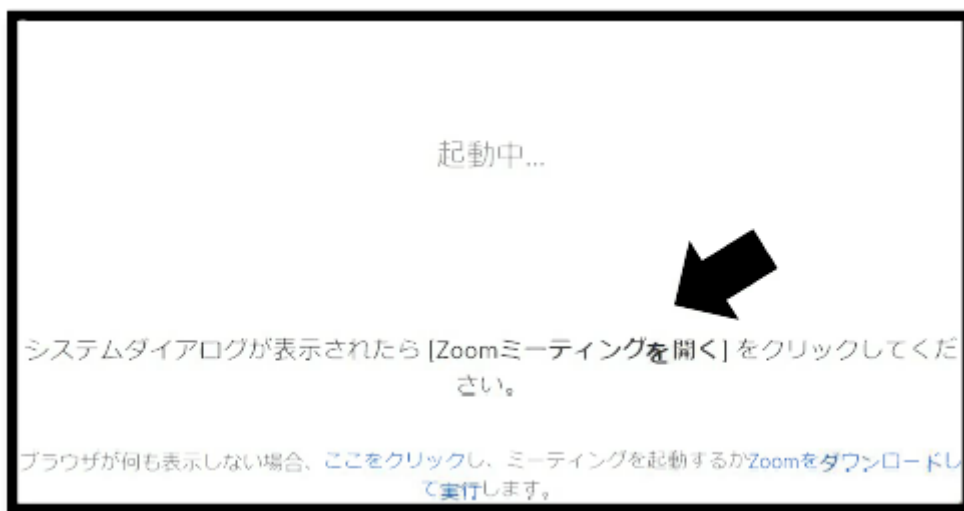 起動中...
システムダイアログが表示されたら [Zoomミーティングを開く] をクリックしてくだ
さい。
ブラウザが何も表示しない場合、ここをクリックし、ミーティングを起動するかZoomをダウンロードし
て実行します。